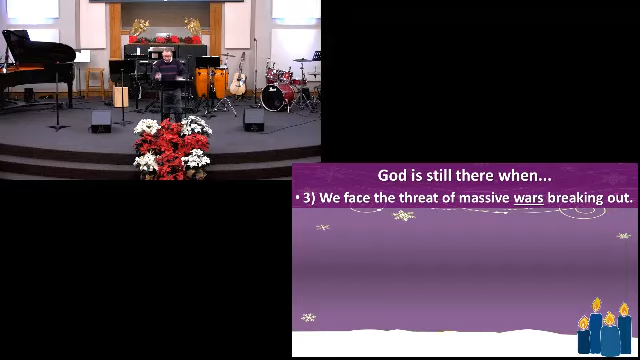 God is still there when...
• 3) We face the threat of massive wars breaking out.